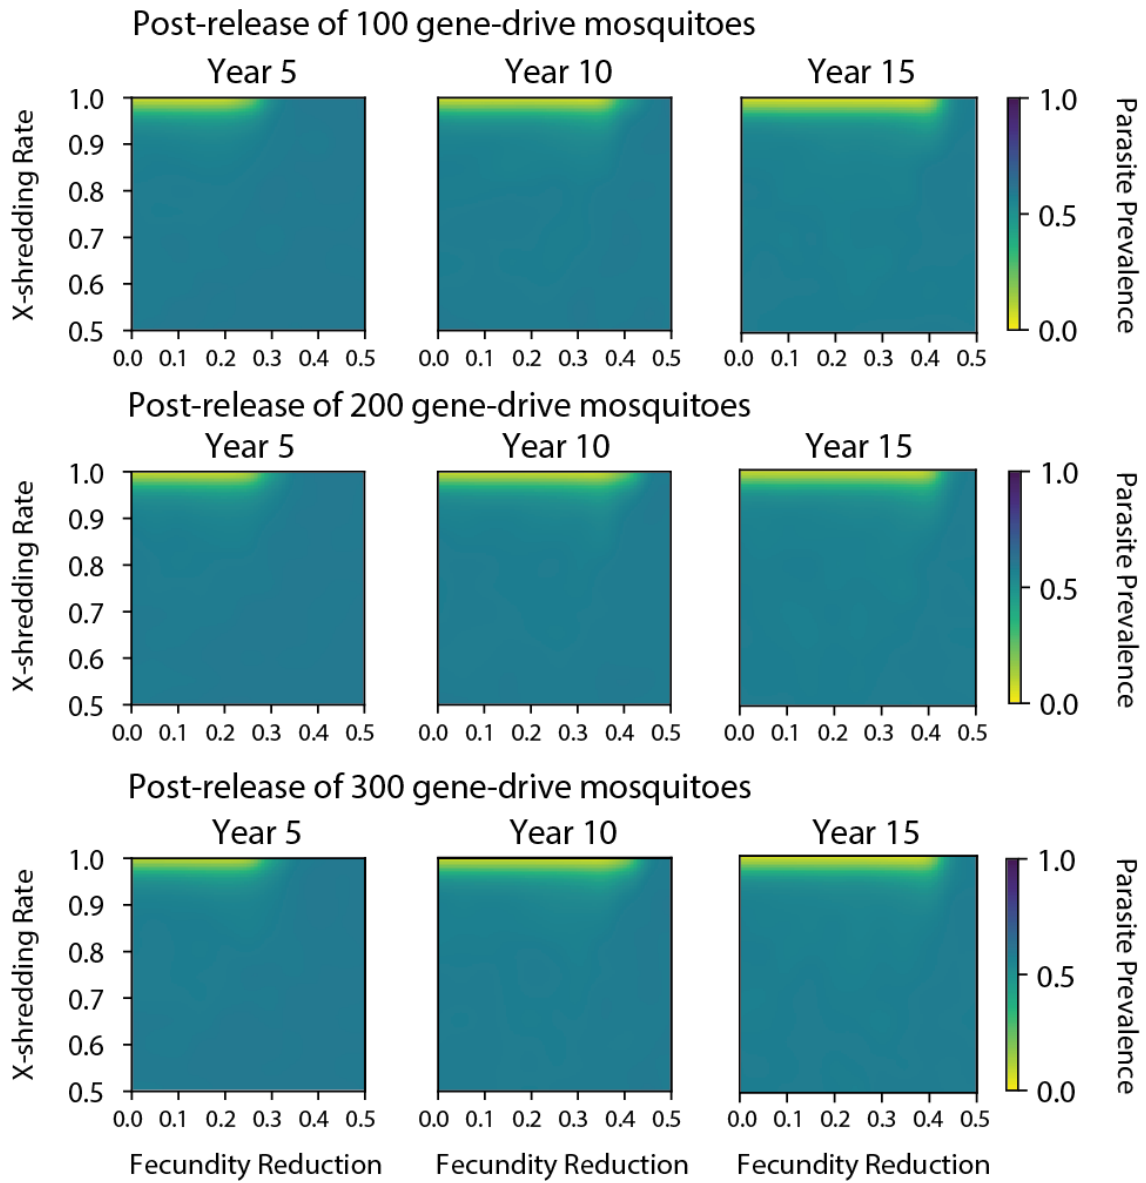 Post-release of 100 gene-drive mosquitoes
Year 5 Year 10 Year 15
X-shredding Rate
1.0
0.9
0.8
0.7
0.6
0.5
0.0 0.1 0.2 0.3 0.4 0.5
0.0 0.1 0.2 0.3 0.4 0.5
0.0 0.1 0.2 0.3 0.4 0.5
1.0
0.5
0.0
Parasite Prevalence
Post-release of 200 gene-drive mosquitoes
Year 5 Year 10 Year 15
X-shredding Rate
1.0
0.9
0.8
0.7
0.6
0.5
0.0 0.1 0.2 0.3 0.4 0.5
0.0 0.1 0.2 0.3 0.4 0.5
0.0 0.1 0.2 0.3 0.4 0.5
1.0
0.5
0.0
Parasite Prevalence
Post-release of 300 gene-drive mosquitoes
Year 5 Year 10 Year 15
X-shredding Rate
1.0
0.9
0.8
0.7
0.6
0.5
0.0 0.1 0.2 0.3 0.4 0.5
0.0 0.1 0.2 0.3 0.4 0.5
0.0 0.1 0.2 0.3 0.4 0.5
1.0
0.5
0.0
Parasite Prevalence
Fecundity Reduction Fecundity Reduction Fecundity Reduction